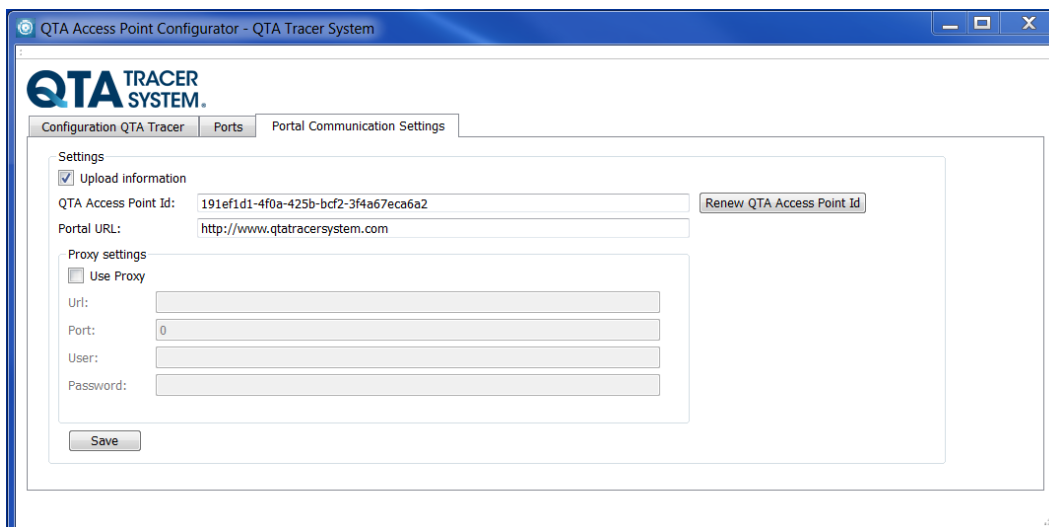 QTA Access Point Configurator - QTA Tracer System
QTA TRACER SYSTEM.
Configuration QTA Tracer Ports Portal Communication Settings
Settings
Upload information
QTA Access Point Id: 191ef1d1-4f0a-425b-bcf2-3f4a67eca6a2 Renew QTA Access Point Id
Portal URL: http://www.qtatracersystem.com
Proxy settings
Use Proxy
Url:
Port: 0
User:
Password:
Save